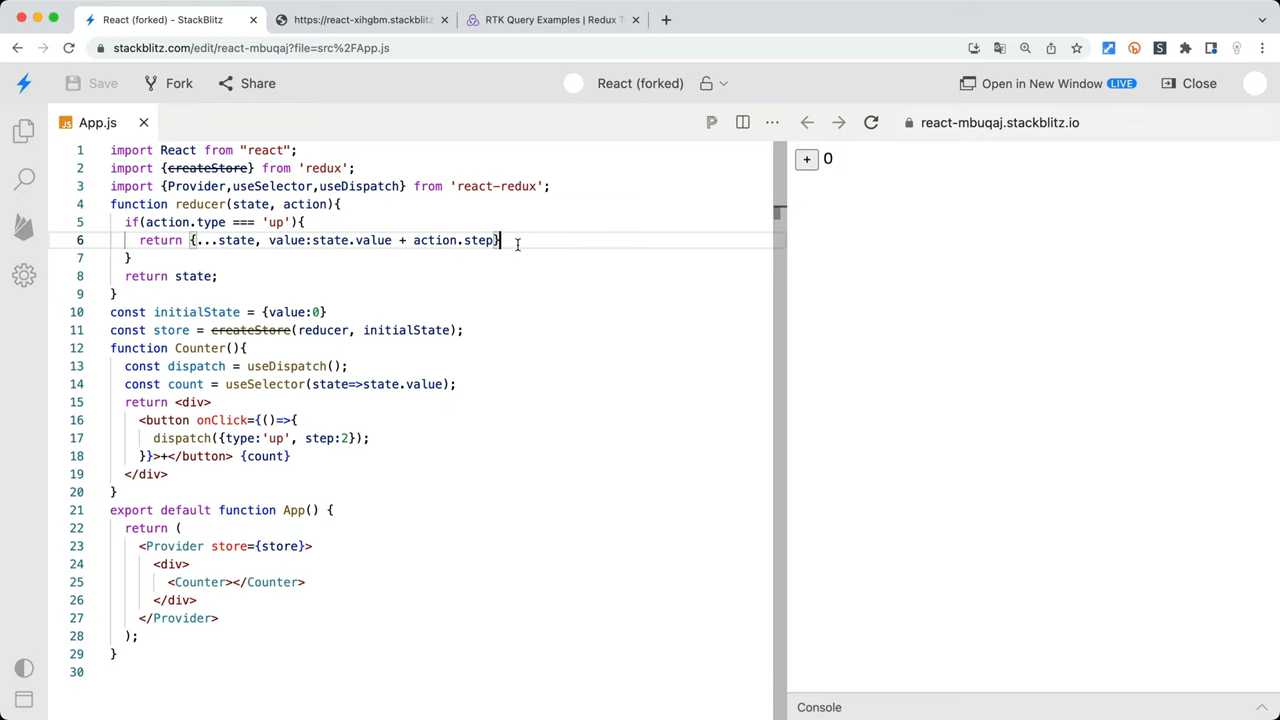 React (forked) - StackBlitz
https://react-xihgbm.stackblitz.
RTK Query Examples | Redux T
stackblitz.com/edit/react-mbuqaj?file=src%2FApp.js
Save
Fork
Share
React (forked)
Open in New Window LIVE
Close
JS App.js
react-mbuqaj.stackblitz.io
1 import React from "react";
2 import {createStore} from 'redux';
3 import {Provider,useSelector,useDispatch} from 'react-redux';
4 function reducer(state, action){
5 if(action.type === 'up'){
6 return {...state, value:state.value + action.step}
7 }
8 return state;
9 }
10 const initialState = {value:0}
11 const store = createStore(reducer, initialState);
12 function Counter(){
13 const dispatch = useDispatch();
14 const count = useSelector(state=>state.value);
15 return <div>
16 <button onClick={()=>{
17 dispatch({type:'up', step:2});
18 }}>+</button> {count}
19 </div>
20 }
21 export default function App() {
22 return (
23 <Provider store={store}>
24 <div>
25 <Counter></Counter>
26 </div>
27 </Provider>
28 );
29 }
30
+ 0
Console